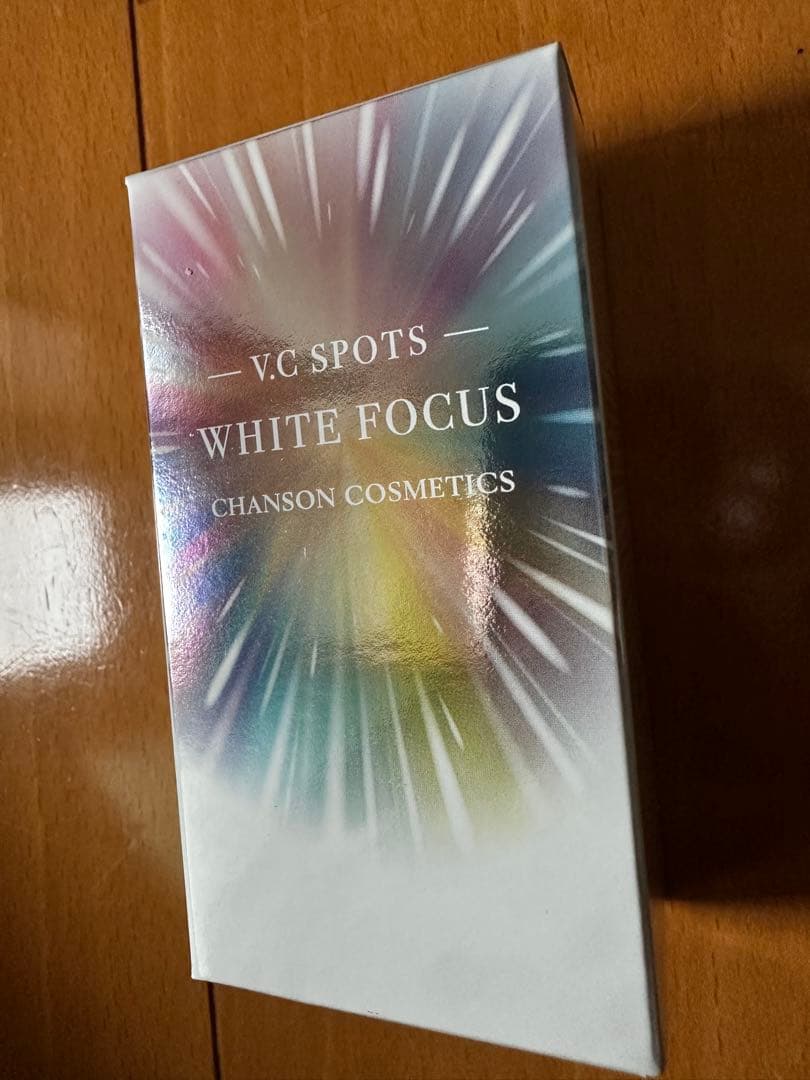 — V.C SPOTS —
WHITE FOCUS
CHANSON COSMETICS